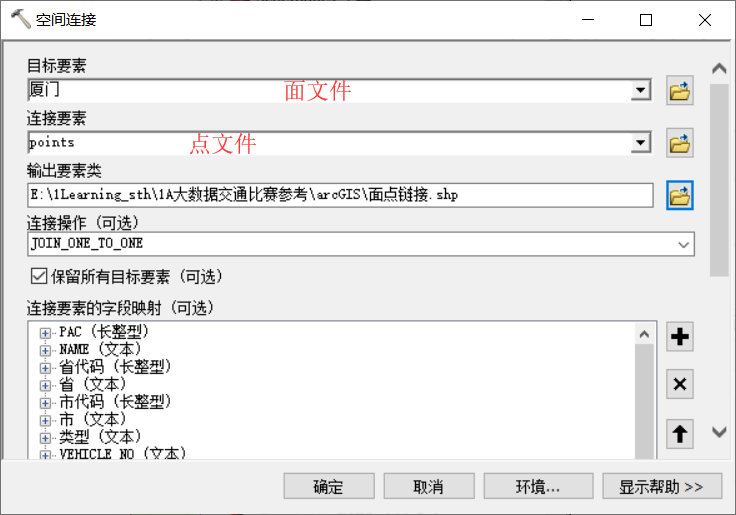 空间连接
目标要素
厦门 面文件
连接要素
points 点文件
输出要素类
E:\1Learning_sth\1A大数据交通比赛参考\arcGIS\面点链接.shp
连接操作（可选）
JOIN_ONE_TO_ONE
保留所有目标要素（可选）
连接要素的字段映射（可选）
PAC（长整型）
NAME（文本）
省代码（长整型）
省（文本）
市代码（长整型）
市（文本）
类型（文本）
VEHICLE_NO（文本）
确定 取消 环境... 显示帮助 >>